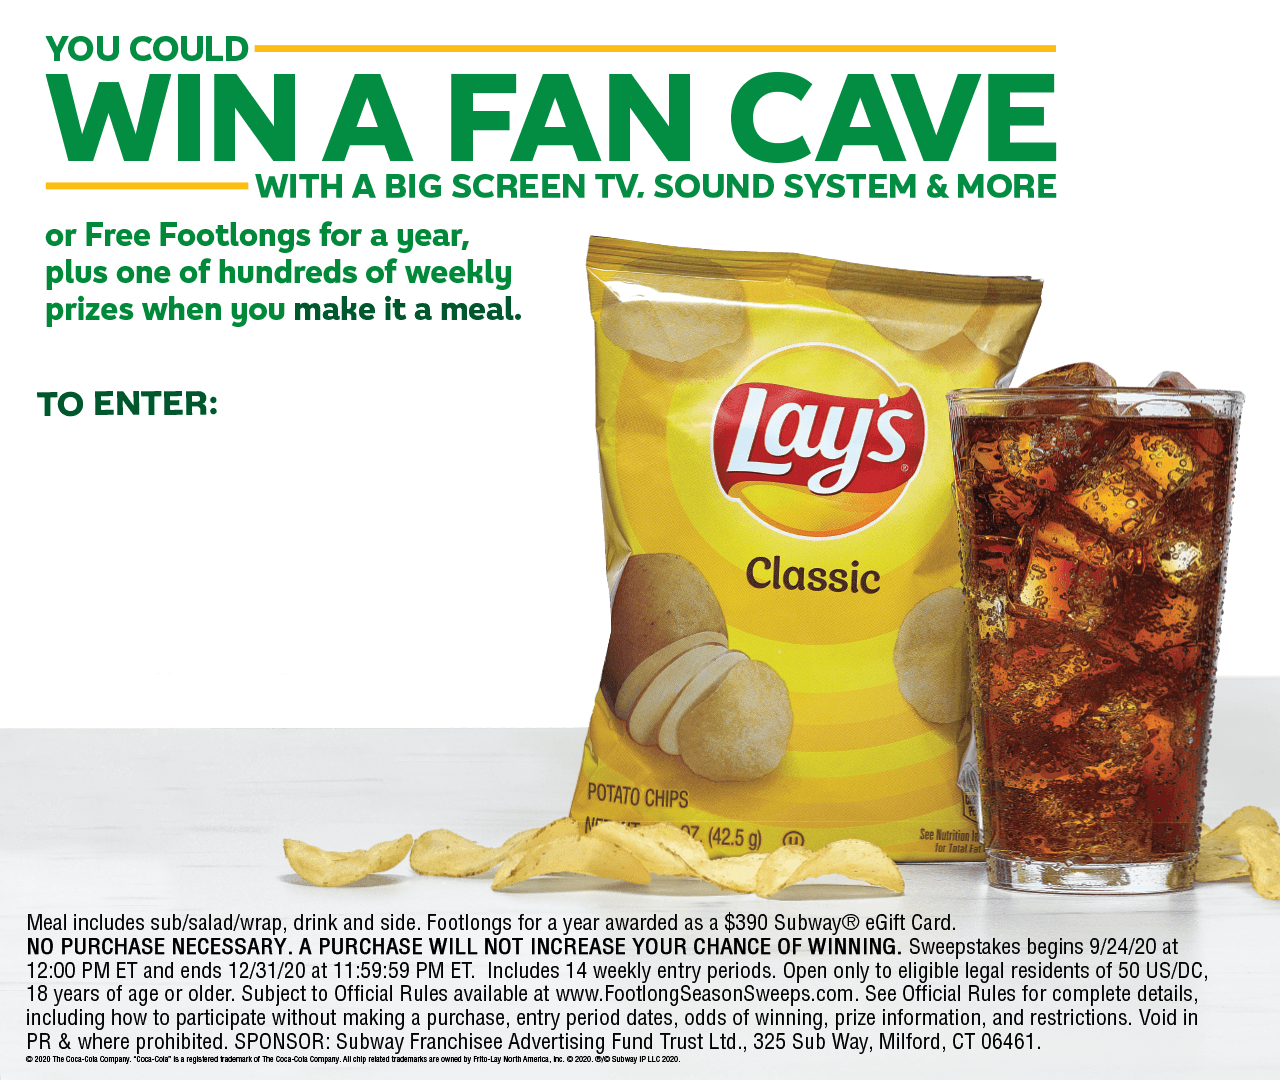 YOU COULD
WIN A FAN CAVE
WITH A BIG SCREEN TV, SOUND SYSTEM & MORE
or Free Footlongs for a year,
plus one of hundreds of weekly
prizes when you make it a meal.
TO ENTER:
Lay's®
Classic
POTATO CHIPS
OZ. (42.5 g) U
See Nutrition
for Total Fat
Meal includes sub/salad/wrap, drink and side. Footlongs for a year awarded as a $390 Subway® eGift Card.
NO PURCHASE NECESSARY. A PURCHASE WILL NOT INCREASE YOUR CHANCE OF WINNING. Sweepstakes begins 9/24/20 at
12:00 PM ET and ends 12/31/20 at 11:59:59 PM ET. Includes 14 weekly entry periods. Open only to eligible legal residents of 50 US/DC,
18 years of age or older. Subject to Official Rules available at www.FootlongSeasonSweeps.com. See Official Rules for complete details,
including how to participate without making a purchase, entry period dates, odds of winning, prize information, and restrictions. Void in
PR & where prohibited. SPONSOR: Subway Franchisee Advertising Fund Trust Ltd., 325 Sub Way, Milford, CT 06461.
© 2020 The Coca-Cola Company. "Coca-Cola" is a registered trademark of The Coca-Cola Company. All chip related trademarks are owned by Frito-Lay North America, Inc. © 2020. ®/© Subway IP LLC 2020.